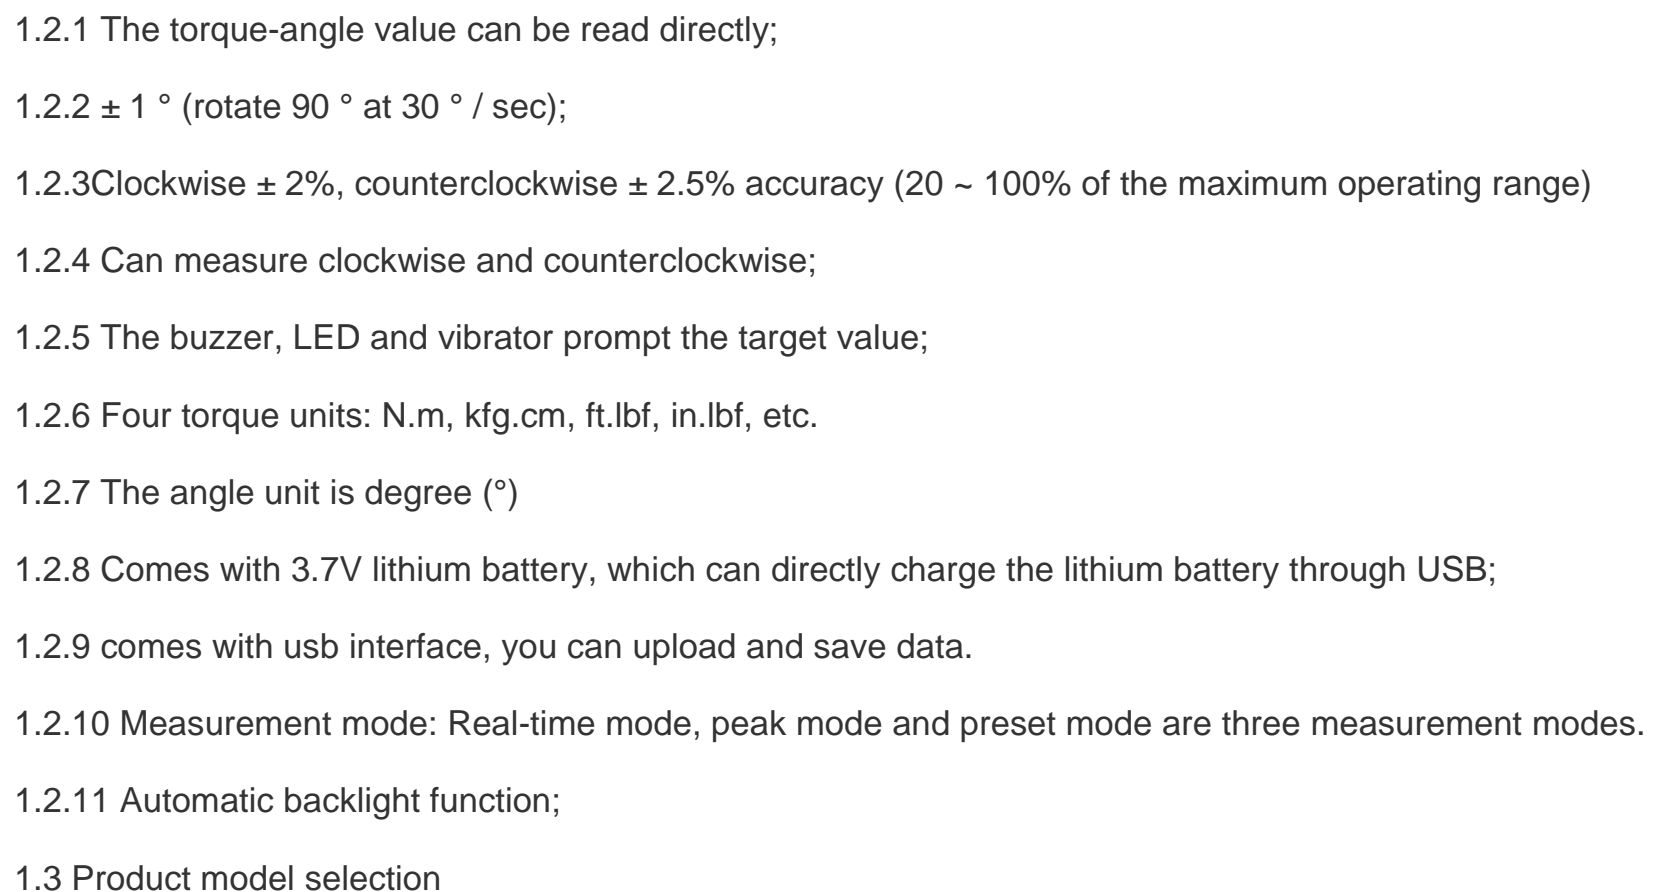 1.2.1 The torque-angle value can be read directly;
1.2.2 ± 1 ° (rotate 90 ° at 30 ° / sec);
1.2.3Clockwise ± 2%, counterclockwise ± 2.5% accuracy (20 ~ 100% of the maximum operating range)
1.2.4 Can measure clockwise and counterclockwise;
1.2.5 The buzzer, LED and vibrator prompt the target value;
1.2.6 Four torque units: N.m, kfg.cm, ft.lbf, in.lbf, etc.
1.2.7 The angle unit is degree (°)
1.2.8 Comes with 3.7V lithium battery, which can directly charge the lithium battery through USB;
1.2.9 comes with usb interface, you can upload and save data.
1.2.10 Measurement mode: Real-time mode, peak mode and preset mode are three measurement modes.
1.2.11 Automatic backlight function;
1.3 Product model selection